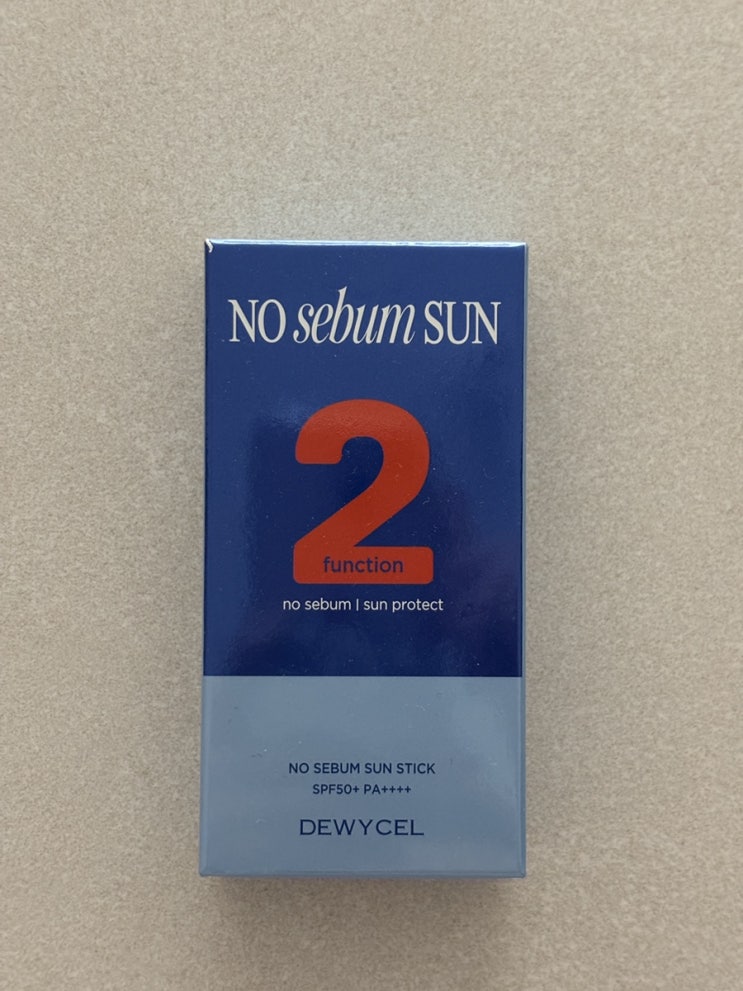 NO sebum SUN
2
function
no sebum | sun protect
NO SEBUM SUN STICK
SPF50+ PA++++
DEWYCEL